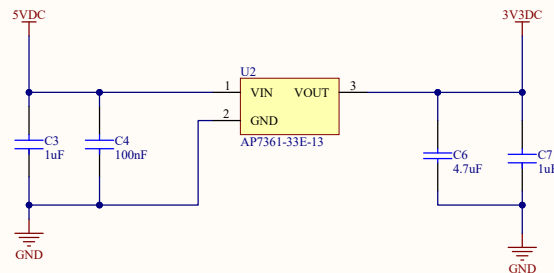 5VDC
3V3DC
U2
1 VIN VOUT 3
2 GND
AP7361-33E-13
C3
1uF
C4
100nF
C6
4.7uF
C7
1uF
GND
GND